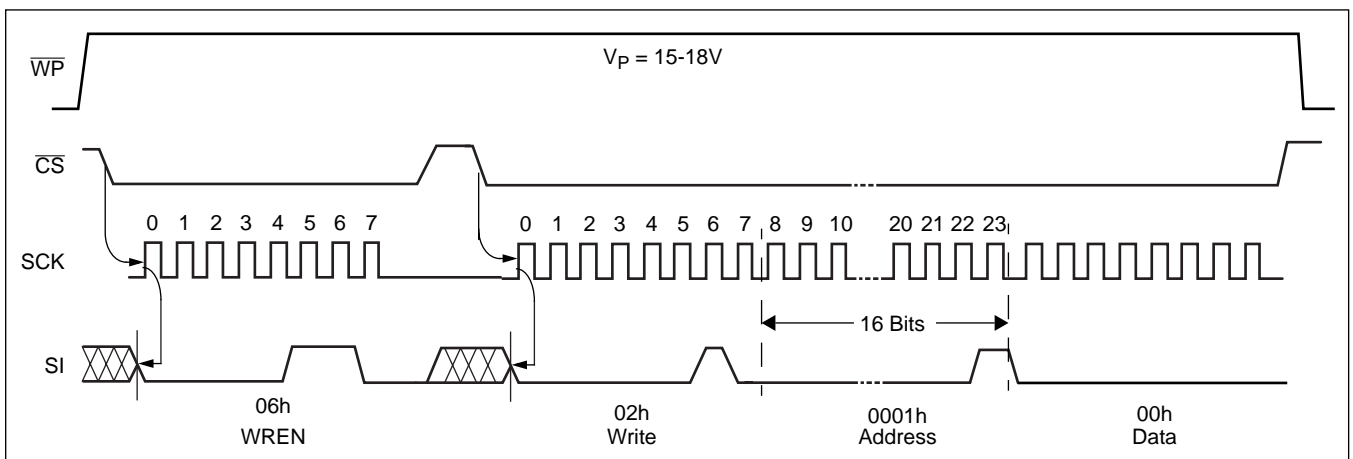 WP
VP = 15-18V
CS
0 1 2 3 4 5 6 7 0 1 2 3 4 5 6 7 8 9 10 20 21 22 23
SCK
16 Bits
SI
06h
WREN
02h
Write
0001h
Address
00h
Data